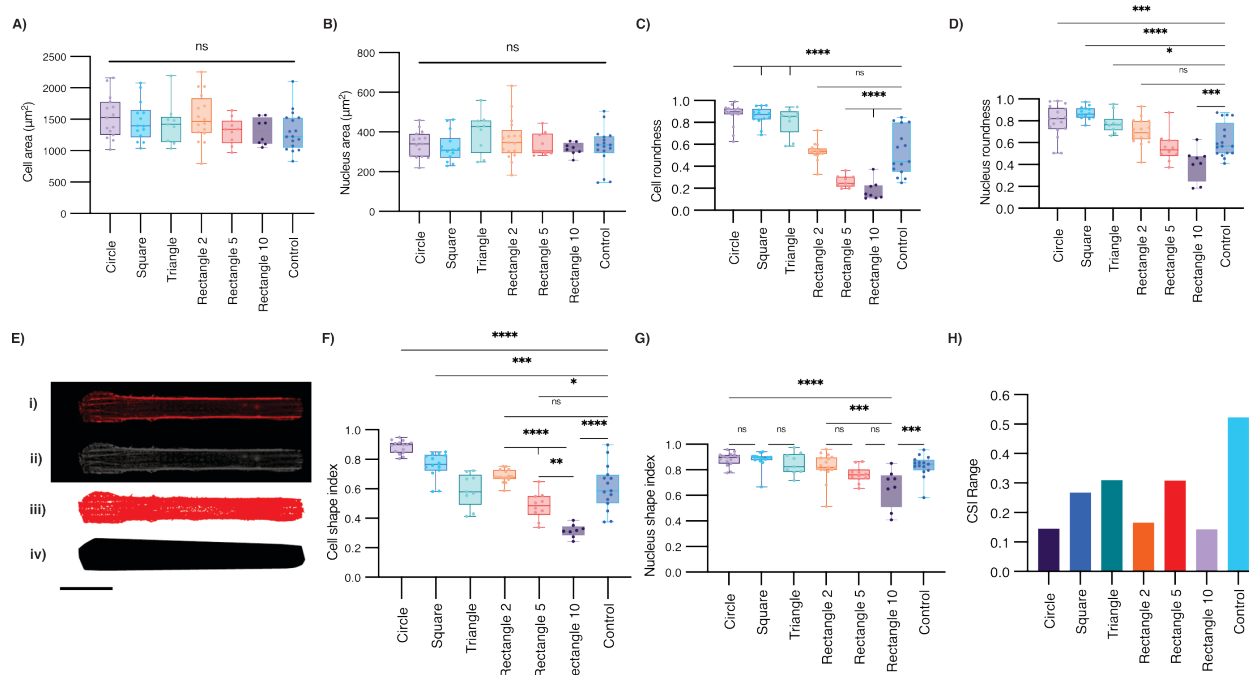 A)
ns
Cell area (µm²)
2500
2000
1500
1000
500
0
Circle
Square
Triangle
Rectangle 2
Rectangle 5
Rectangle 10
Control
B)
ns
Nucleus area (µm²)
800
600
400
200
0
Circle
Square
Triangle
Rectangle 2
Rectangle 5
Rectangle 10
Control
C)
****
ns
****
Cell roundness
1.0
0.8
0.6
0.4
0.2
0.0
Circle
Square
Triangle
Rectangle 2
Rectangle 5
Rectangle 10
Control
D)
***
****
*
ns
***
Nucleus roundness
1.0
0.8
0.6
0.4
0.2
0.0
Circle
Square
Triangle
Rectangle 2
Rectangle 5
Rectangle 10
Control
E)
i)
ii)
iii)
iv)
F)
****
***
*
ns
****
****
**
Cell shape index
1.0
0.8
0.6
0.4
0.2
0.0
Circle
Square
Triangle
Rectangle 2
Rectangle 5
Rectangle 10
Control
G)
****
***
ns
ns
ns
ns
***
Nucleus shape index
1.0
0.8
0.6
0.4
0.2
0.0
Circle
Square
Triangle
Rectangle 2
Rectangle 5
Rectangle 10
Control
H)
CSI Range
0.6
0.5
0.4
0.3
0.2
0.1
0.0
Circle
Square
Triangle
Rectangle 2
Rectangle 5
Rectangle 10
Control